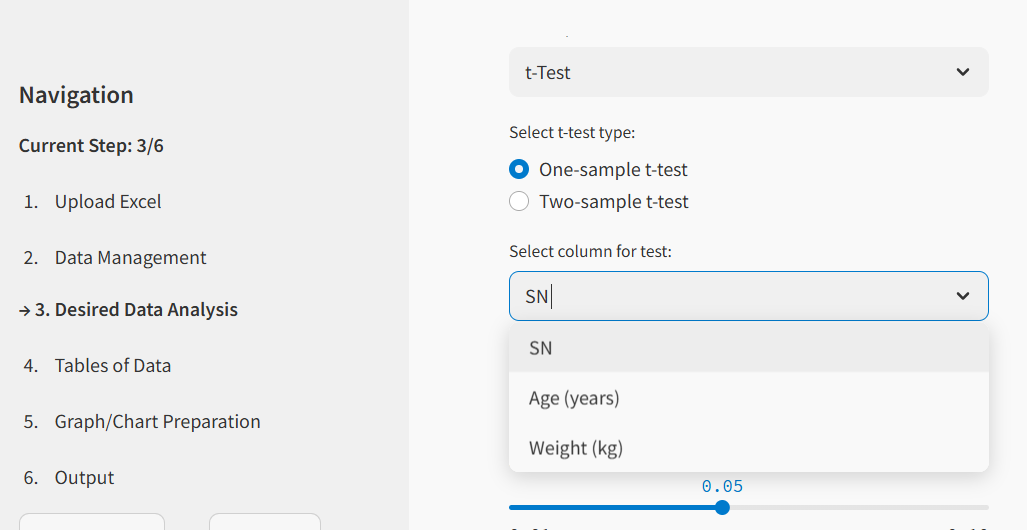 Navigation
Current Step: 3/6
1. Upload Excel
2. Data Management
→ 3. Desired Data Analysis
4. Tables of Data
5. Graph/Chart Preparation
6. Output
t-Test
Select t-test type:
One-sample t-test
Two-sample t-test
Select column for test:
SN
SN
Age (years)
Weight (kg)
0.05